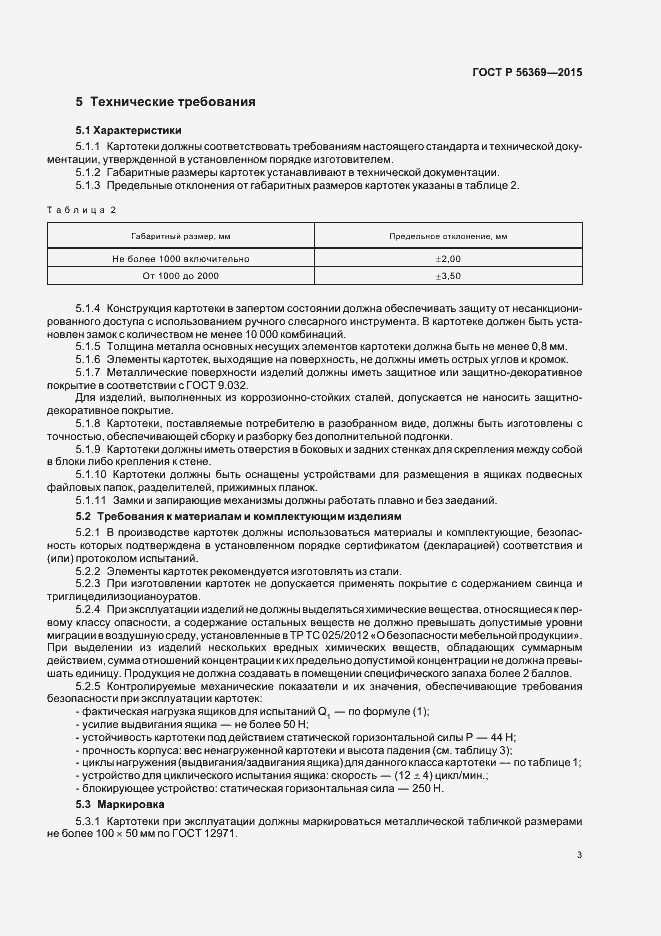 ГОСТ Р 56369—2015
5 Технические требования
5.1 Характеристики
5.1.1 Картотеки должны соответствовать требованиям настоящего стандарта и технической доку-
ментации, утвержденной в установленном порядке изготовителем.
5.1.2 Габаритные размеры картотек устанавливают в технической документации.
5.1.3 Предельные отклонения от габаритных размеров картотек указаны в таблице 2.
Таблица 2
Габаритный размер, мм Предельное отклонение, мм
Не более 1000 включительно ±2,00
От 1000 до 2000 ±3,50
5.1.4 Конструкция картотеки в запертом состоянии должна обеспечивать защиту от несанкциони-
рованного доступа с использованием ручного слесарного инструмента. В картотеке должен быть уста-
новлен замок с количеством не менее 10 000 комбинаций.
5.1.5 Толщина металла основных несущих элементов картотеки должна быть не менее 0,8 мм.
5.1.6 Элементы картотек, выходящие на поверхность, не должны иметь острых углов и кромок.
5.1.7 Металлические поверхности изделий должны иметь защитное или защитно-декоративное
покрытие в соответствии с ГОСТ 9.032.
Для изделий, выполненных из коррозионно-стойких сталей, допускается не наносить защитно-
декоративное покрытие.
5.1.8 Картотеки, поставляемые потребителю в разобранном виде, должны быть изготовлены с
точностью, обеспечивающей сборку и разборку без дополнительной подгонки.
5.1.9 Картотеки должны иметь отверстия в боковых и задних стенках для скрепления между собой
в блоки либо крепления к стене.
5.1.10 Картотеки должны быть оснащены устройствами для размещения в ящиках подвесных
файловых папок, разделителей, прижимных планок.
5.1.11 Замки и запирающие механизмы должны работать плавно и без заеданий.
5.2 Требования к материалам и комплектующим изделиям
5.2.1 В производстве картотек должны использоваться материалы и комплектующие, безопас-
ность которых подтверждена в установленном порядке сертификатом (декларацией) соответствия и
(или) протоколом испытаний.
5.2.2 Элементы картотек рекомендуется изготовлять из стали.
5.2.3 При изготовлении картотек не допускается применять покрытие с содержанием свинца и
триглицедилизоционоуратов.
5.2.4 При эксплуатации изделий не должны выделяться химические вещества, относящиеся к пер-
вому классу опасности, а содержание остальных веществ не должно превышать допустимые уровни
миграции в воздушную среду, установленные в ТР ТС 025/2012 «О безопасности мебельной продукции».
При выделении из изделий нескольких вредных химических веществ, обладающих суммарным
действием, сумма отношений концентрации к их предельно допустимой концентрации не должна превы-
шать единицу. Продукция не должна создавать в помещении специфического запаха более 2 баллов.
5.2.5 Контролируемые механические показатели и их значения, обеспечивающие требования
безопасности при эксплуатации картотек:
- фактическая нагрузка ящиков для испытаний Q1 — по формуле (1);
- усилие выдвигания ящика — не более 50 Н;
- устойчивость картотеки под действием статической горизонтальной силы P — 44 Н;
- прочность корпуса: вес ненагруженной картотеки и высота падения (см. таблицу 3);
- циклы нагружения (выдвигания/задвигания ящика) для данного класса картотеки — по таблице 1;
- устройство для циклического испытания ящика: скорость — (12 ± 4) цикл/мин.;
- блокирующее устройство: статическая горизонтальная сила — 250 Н.
5.3 Маркировка
5.3.1 Картотеки при эксплуатации должны маркироваться металлической табличкой размерами
не более 100 × 50 мм по ГОСТ 12971.
3